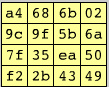 a4 68 6b 02
9c 9f 5b 6a
7f 35 ea 50
f2 2b 43 49